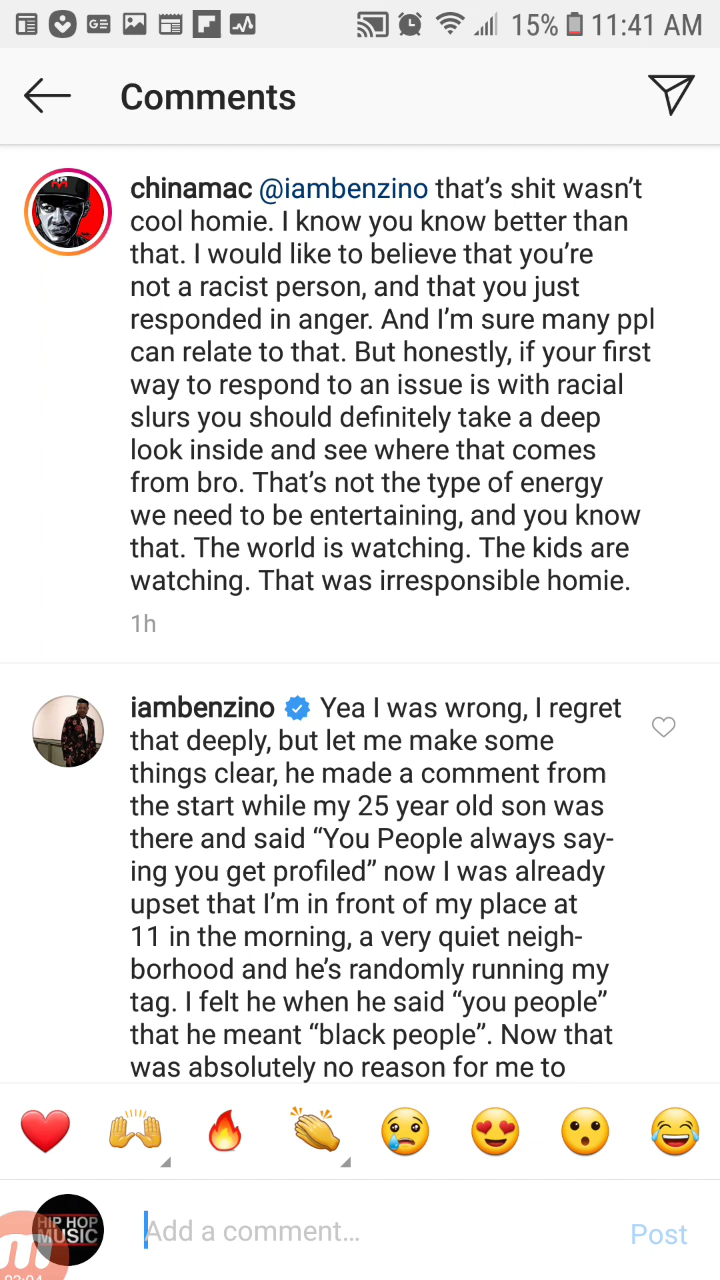 15% 11:41 AM
Comments
chinamac @iambenzino that's shit wasn't
cool homie. I know you know better than
that. I would like to believe that you're
not a racist person, and that you just
responded in anger. And I'm sure many ppl
can relate to that. But honestly, if your first
way to respond to an issue is with racial
slurs you should definitely take a deep
look inside and see where that comes
from bro. That's not the type of energy
we need to be entertaining, and you know
that. The world is watching. The kids are
watching. That was irresponsible homie.
1h
iambenzino Yea I was wrong, I regret
that deeply, but let me make some
things clear, he made a comment from
the start while my 25 year old son was
there and said “You People always say-
ing you get profiled” now I was already
upset that I'm in front of my place at
11 in the morning, a very quiet neigh-
borhood and he's randomly running my
tag. I felt he when he said “you people”
that he meant “black people”. Now that
was absolutely no reason for me to
HIP HOP
MUSIC
Add a comment...
Post